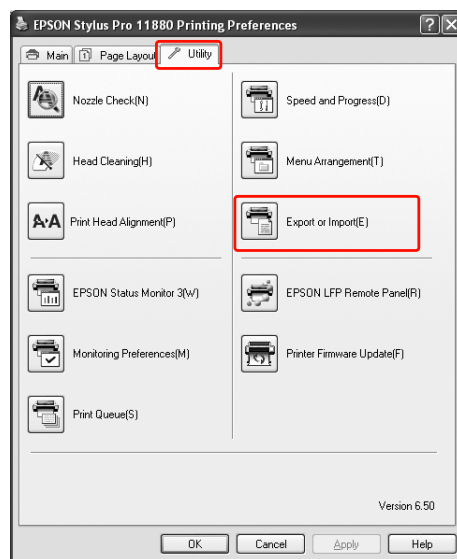 EPSON Stylus Pro 11880 Printing Preferences
Main Page Layout Utility
Nozzle Check(N)
Speed and Progress(D)
Head Cleaning(H)
Menu Arrangement(T)
A A Print Head Alignment(P)
Export or Import(E)
EPSON Status Monitor 3(W)
EPSON LFP Remote Panel(R)
Monitoring Preferences(M)
Printer Firmware Update(F)
Print Queue(S)
Version 6.50
OK Cancel Apply Help